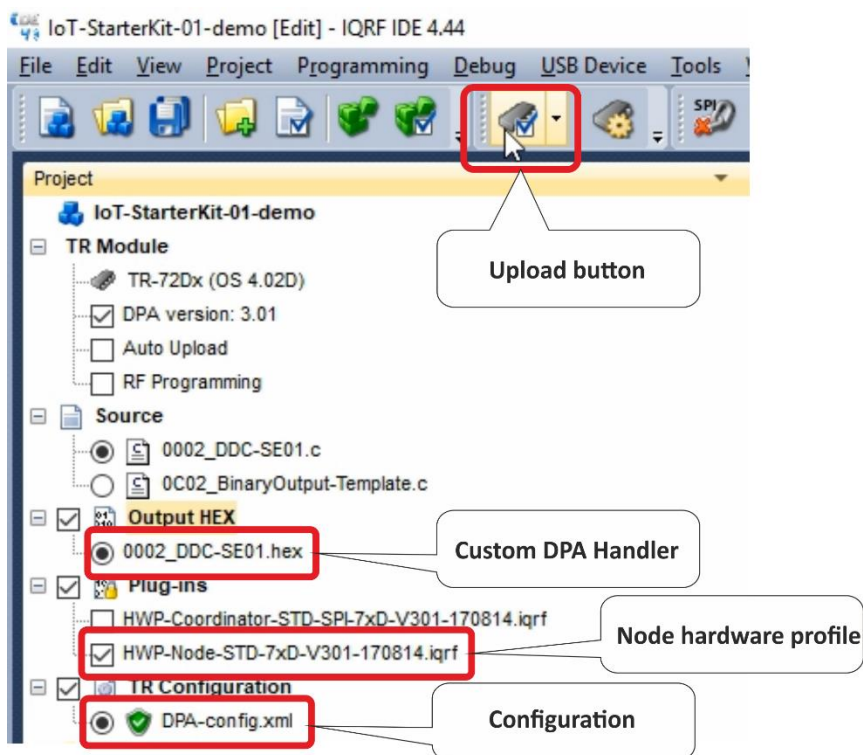 IoT-StarterKit-01-demo [Edit] - IQRF IDE 4.44
File Edit View Project Programming Debug USB Device Tools
SPI
Upload button
Project
IoT-StarterKit-01-demo
TR Module
TR-72Dx (OS 4.02D)
DPA version: 3.01
Auto Upload
RF Programming
Source
0002_DDC-SE01.c
0C02_BinaryOutput-Template.c
Output HEX
0002_DDC-SE01.hex
Custom DPA Handler
Plug-ins
HWP-Coordinator-STD-SPI-7xD-V301-170814.iqrf
HWP-Node-STD-7xD-V301-170814.iqrf
Node hardware profile
TR Configuration
DPA-config.xml
Configuration